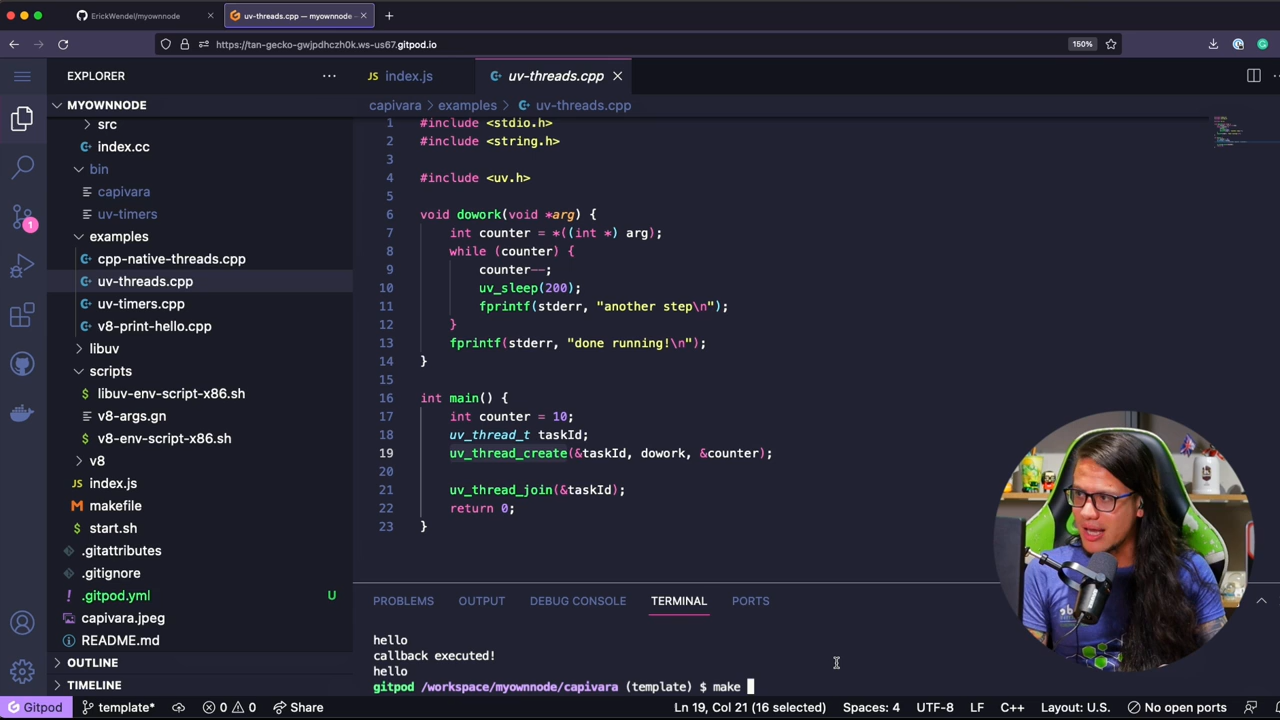 ErickWendel/myownnode
uv-threads.cpp — myownnode
https://tan-gecko-gwjpdhczh0k.ws-us67.gitpod.io
150%
EXPLORER
MYOWNNODE
src
index.cc
bin
capivara
uv-timers
examples
cpp-native-threads.cpp
uv-threads.cpp
uv-timers.cpp
v8-print-hello.cpp
libuv
scripts
libuv-env-script-x86.sh
v8-args.gn
v8-env-script-x86.sh
v8
JS index.js
M makefile
$ start.sh
.gitattributes
.gitignore
! .gitpod.yml U
capivara.jpeg
README.md
OUTLINE
TIMELINE
1
JS index.js
uv-threads.cpp
capivara > examples > uv-threads.cpp
1 #include <stdio.h>
2 #include <string.h>
3
4 #include <uv.h>
5
6 void dowork(void *arg) {
7 int counter = *((int *) arg);
8 while (counter) {
9 counter--;
10 uv_sleep(200);
11 fprintf(stderr, "another step\n");
12 }
13 fprintf(stderr, "done running!\n");
14 }
15
16 int main() {
17 int counter = 10;
18 uv_thread_t taskId;
19 uv_thread_create(&taskId, dowork, &counter);
20
21 uv_thread_join(&taskId);
22 return 0;
23 }
PROBLEMS OUTPUT DEBUG CONSOLE TERMINAL PORTS
hello
callback executed!
hello
gitpod /workspace/myownnode/capivara (template) $ make
Gitpod template* 0 0 Share Ln 19, Col 21 (16 selected) Spaces: 4 UTF-8 LF C++ Layout: U.S. No open ports